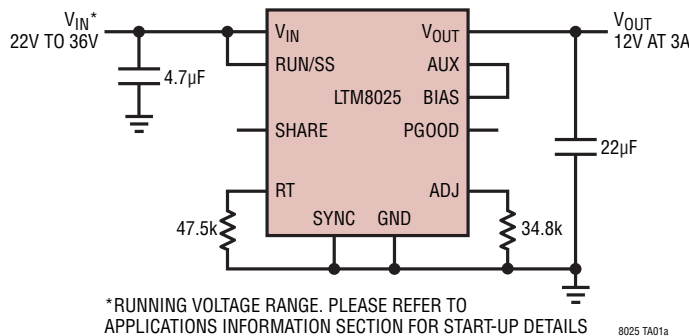 VIN*
22V TO 36V
4.7µF
VIN
RUN/SS
SHARE
RT
SYNC
GND
LTM8025
VOUT
AUX
BIAS
PGOOD
ADJ
VOUT
12V AT 3A
22µF
47.5k
34.8k
*RUNNING VOLTAGE RANGE. PLEASE REFER TO
APPLICATIONS INFORMATION SECTION FOR START-UP DETAILS
8025 TA01a